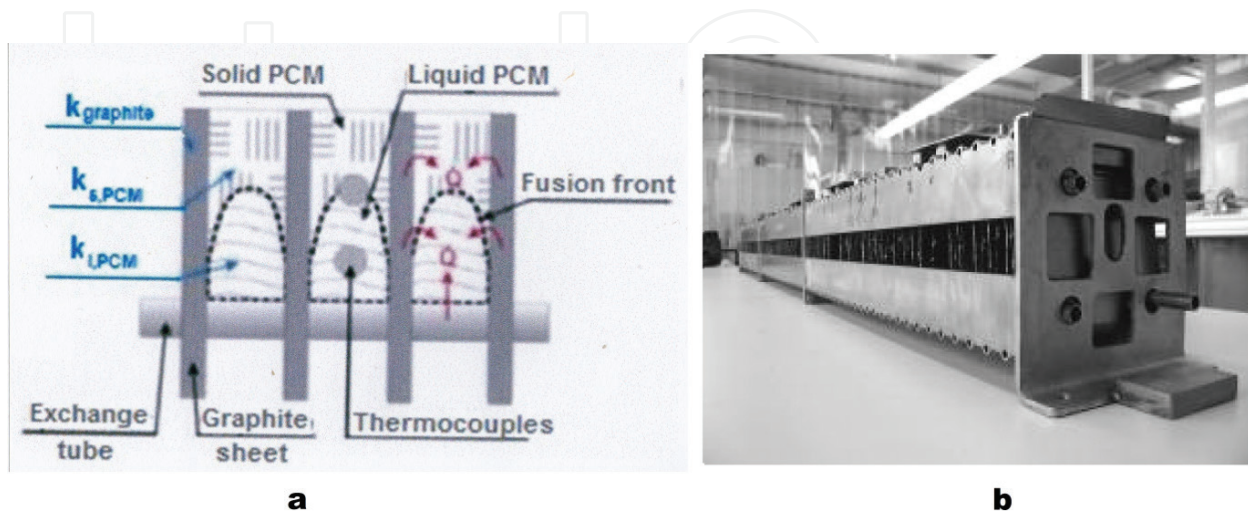 Solid PCM
Liquid PCM
k graphite
k s,PCM
k l,PCM
Q
Fusion front
Q
Exchange
tube
Graphite
sheet
Thermocouples
a
b